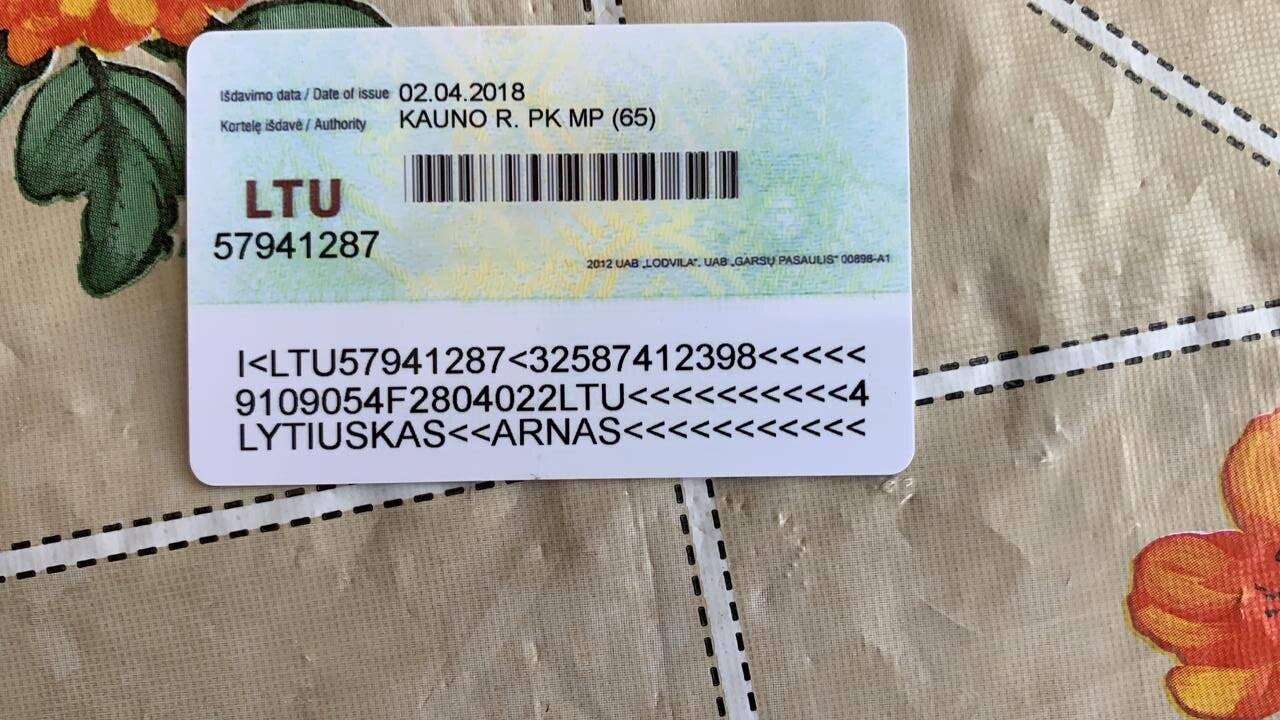 Išdavimo data / Date of issue 02.04.2018
Kortelę išdavė / Authority KAUNO R. PK MP (65)
LTU
57941287
2012 UAB „LODVILA“. UAB „GARSŲ PASAULIS“ 00898-A1
I<LTU57941287<32587412398<<<<<
9109054F2804022LTU<<<<<<<<<<<4
LYTIUSKAS<<ARNAS<<<<<<<<<<<<